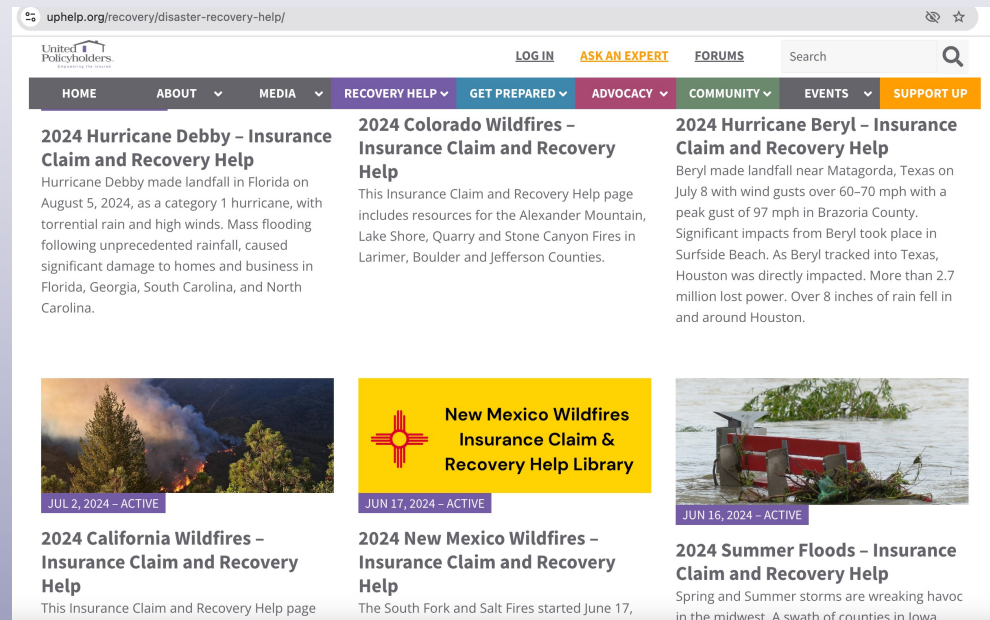 uphelp.org/recovery/disaster-recovery-help/
United
Policyholders.
Empowering the Insured
LOG IN
ASK AN EXPERT
FORUMS
Search
HOME
ABOUT
MEDIA
RECOVERY HELP
GET PREPARED
ADVOCACY
COMMUNITY
EVENTS
SUPPORT UP
2024 Hurricane Debby – Insurance
Claim and Recovery Help
Hurricane Debby made landfall in Florida on
August 5, 2024, as a category 1 hurricane, with
torrential rain and high winds. Mass flooding
following unprecedented rainfall, caused
significant damage to homes and business in
Florida, Georgia, South Carolina, and North
Carolina.
2024 Colorado Wildfires –
Insurance Claim and Recovery
Help
This Insurance Claim and Recovery Help page
includes resources for the Alexander Mountain,
Lake Shore, Quarry and Stone Canyon Fires in
Larimer, Boulder and Jefferson Counties.
2024 Hurricane Beryl – Insurance
Claim and Recovery Help
Beryl made landfall near Matagorda, Texas on
July 8 with wind gusts over 60–70 mph with a
peak gust of 97 mph in Brazoria County.
Significant impacts from Beryl took place in
Surfside Beach. As Beryl tracked into Texas,
Houston was directly impacted. More than 2.7
million lost power. Over 8 inches of rain fell in
and around Houston.
JUL 2, 2024 – ACTIVE
2024 California Wildfires –
Insurance Claim and Recovery
Help
This Insurance Claim and Recovery Help page
New Mexico Wildfires
Insurance Claim &
Recovery Help Library
JUN 17, 2024 – ACTIVE
2024 New Mexico Wildfires –
Insurance Claim and Recovery
Help
The South Fork and Salt Fires started June 17,
JUN 16, 2024 – ACTIVE
2024 Summer Floods – Insurance
Claim and Recovery Help
Spring and Summer storms are wreaking havoc
in the midwest. A swath of counties in Iowa